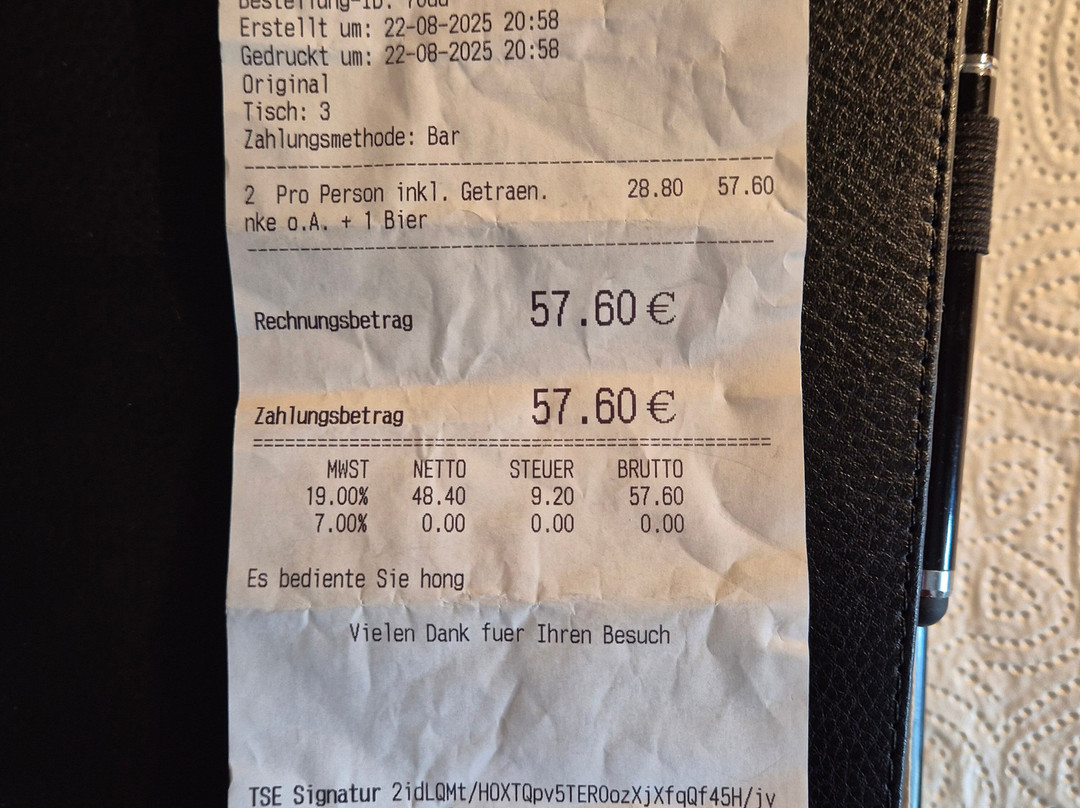 Bestellung-ID:
Erstellt um: 22-08-2025 20:58
Gedruckt um: 22-08-2025 20:58
Original
Tisch: 3
Zahlungsmethode: Bar
2 Pro Person inkl. Getraen. 28.80 57.60
nke o.A. + 1 Bier
Rechnungsbetrag 57.60 €
Zahlungsbetrag 57.60 €
MWST NETTO STEUER BRUTTO
19.00% 48.40 9.20 57.60
7.00% 0.00 0.00 0.00
Es bediente Sie hong
Vielen Dank fuer Ihren Besuch
TSE Signatur 2idLQMt/HOXTQpv5TEROozXjXfqQf45H/jv